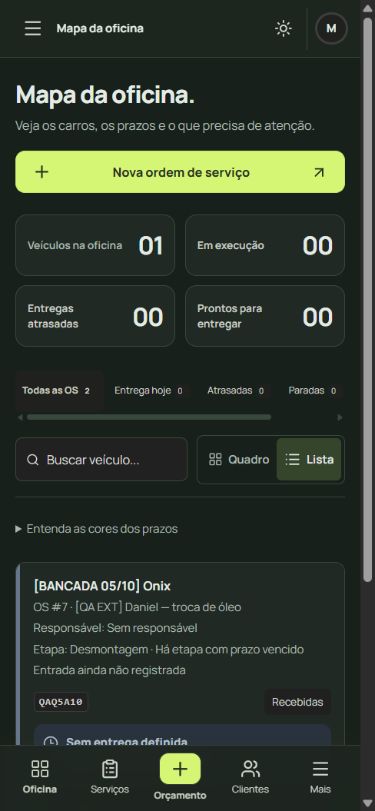 Mapa da oficina
M
Mapa da oficina.
Veja os carros, os prazos e o que precisa de atenção.
Nova ordem de serviço
Veículos na oficina 01
Em execução 00
Entregas atrasadas 00
Prontos para entregar 00
Todas as OS 2 Entrega hoje 0 Atrasadas 0 Paradas 0
Buscar veículo... Quadro Lista
Entenda as cores dos prazos
[BANCADA 05/10] Onix
OS #7 · [QA EXT] Daniel — troca de óleo
Responsável: Sem responsável
Etapa: Desmontagem · Há etapa com prazo vencido
Entrada ainda não registrada
QAQ5A10 Recebidas
Sem entrega definida
Oficina Serviços Orçamento Clientes Mais